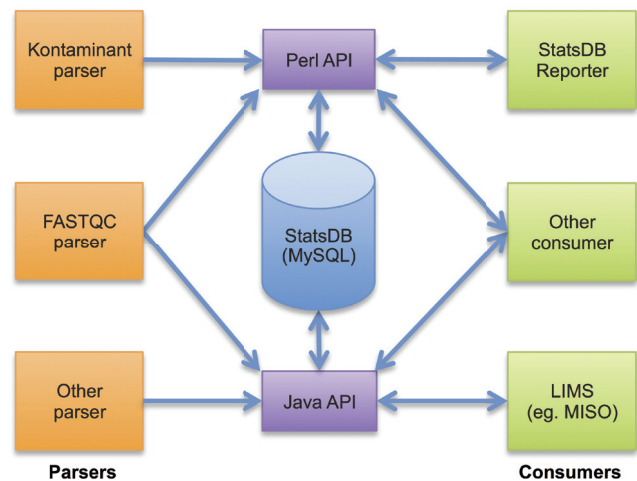 Kontaminant
parser
Perl API
StatsDB
Reporter
FASTQC
parser
StatsDB
(MySQL)
Other
consumer
Other
parser
Java API
LIMS
(eg. MISO)
Parsers
Consumers